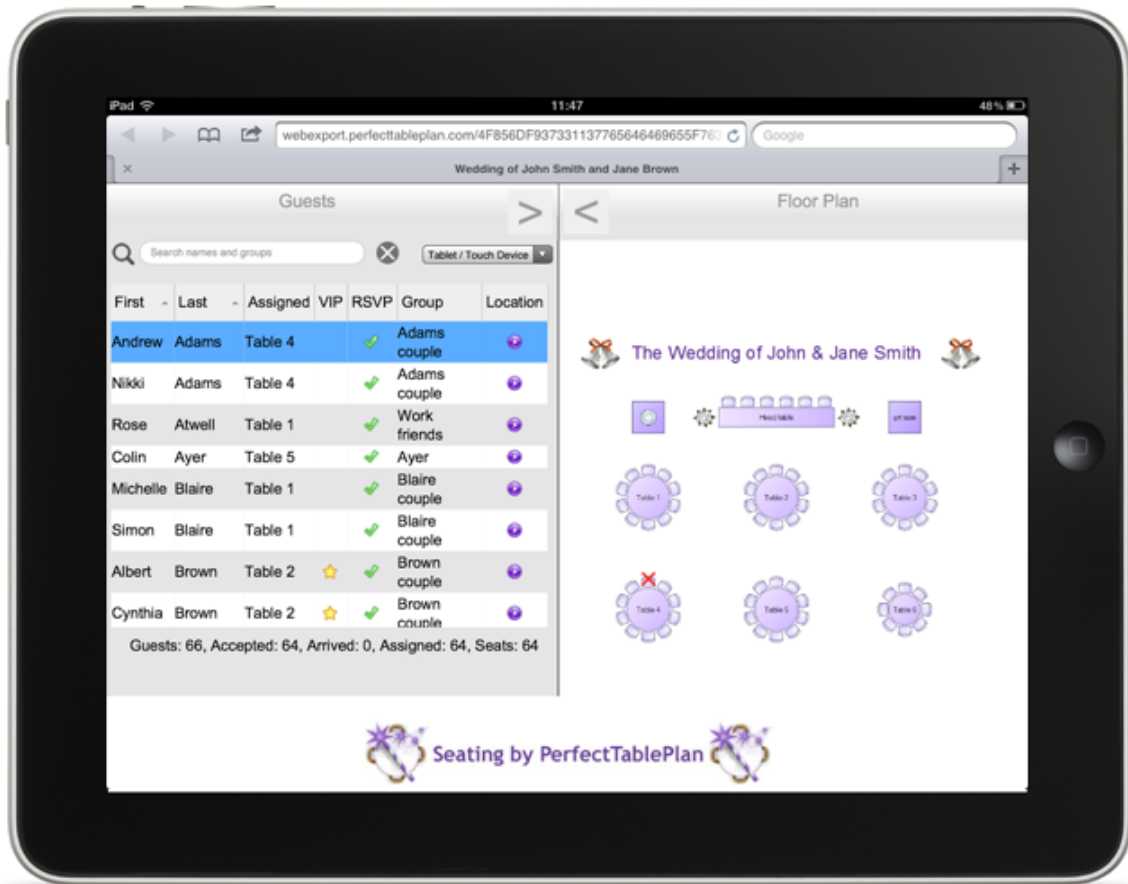 iPad
11:47
48%
webexport.perfecttableplan.com/4F856DF937331137765646469655F763
Google
Wedding of John Smith and Jane Brown
Guests
>
<
Floor Plan
Search names and groups
Tablet / Touch Device
First Last Assigned VIP RSVP Group Location
Andrew Adams Table 4 Adams
couple
Nikki Adams Table 4 Adams
couple
Rose Atwell Table 1 Work
friends
Colin Ayer Table 5 Ayer
Michelle Blaire Table 1 Blaire
couple
Simon Blaire Table 1 Blaire
couple
Albert Brown Table 2 Brown
couple
Cynthia Brown Table 2 Brown
couple
Guests: 66, Accepted: 64, Arrived: 0, Assigned: 64, Seats: 64
The Wedding of John & Jane Smith
Head table
Table 1
Table 2
Table 3
Table 4
Table 5
Table 6
Seating by PerfectTablePlan